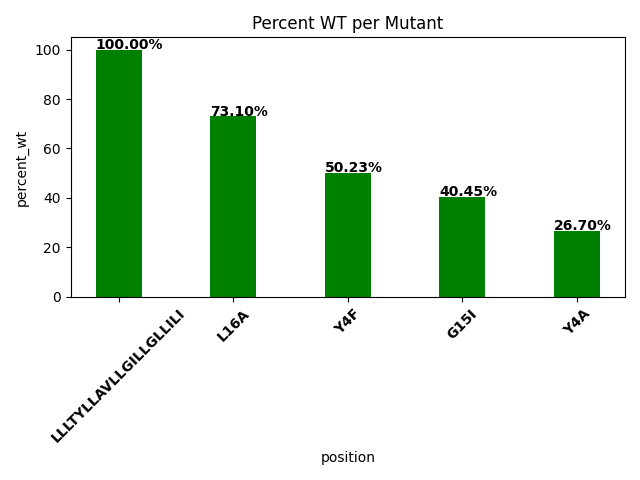 Percent WT per Mutant
percent_wt
100
80
60
40
20
0
100.00%
73.10%
50.23%
40.45%
26.70%
LLLTYLLAVLLGILLGLLILI
L16A
Y4F
G15I
Y4A
position